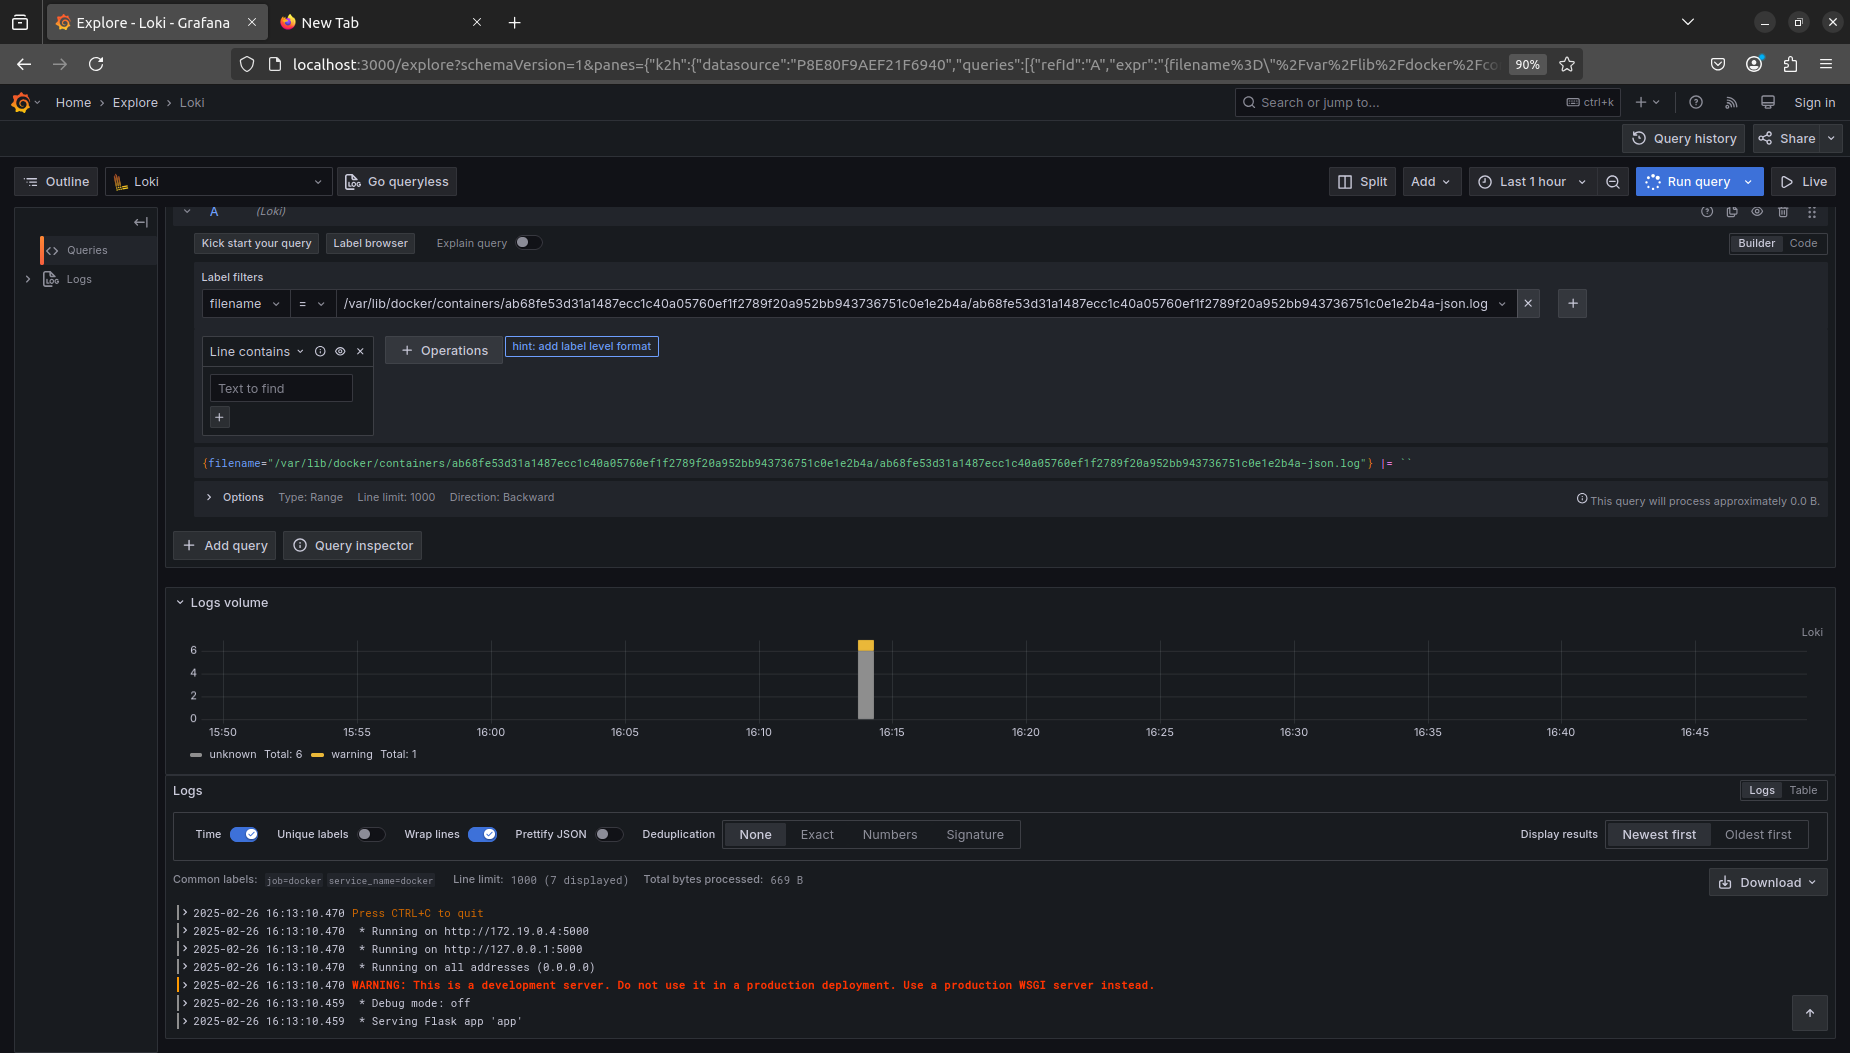 Explore - Loki - Grafana
New Tab
localhost:3000/explore?schemaVersion=1&panes={"k2h":{"datasource":"P8E80F9AEF21F6940","queries":[{"refId":"A","expr":"{filename%3D\"%2Fvar%2Flib%2Fdocker%2Fco
90%
Home › Explore › Loki
Search or jump to...
ctrl+k
Sign in
Query history
Share
Outline
Loki
Go queryless
Split
Add
Last 1 hour
Run query
Live
Queries
Logs
A (Loki)
Kick start your query
Label browser
Explain query
Builder
Code
Label filters
filename
=
/var/lib/docker/containers/ab68fe53d31a1487ecc1c40a05760ef1f2789f20a952bb943736751c0e1e2b4a/ab68fe53d31a1487ecc1c40a05760ef1f2789f20a952bb943736751c0e1e2b4a-json.log
Line contains
Text to find
+ Operations
hint: add label level format
{filename="/var/lib/docker/containers/ab68fe53d31a1487ecc1c40a05760ef1f2789f20a952bb943736751c0e1e2b4a/ab68fe53d31a1487ecc1c40a05760ef1f2789f20a952bb943736751c0e1e2b4a-json.log"} |= ``
Options Type: Range Line limit: 1000 Direction: Backward
This query will process approximately 0.0 B.
+ Add query
Query inspector
Logs volume
Loki
6
4
2
0
15:50 15:55 16:00 16:05 16:10 16:15 16:20 16:25 16:30 16:35 16:40 16:45
unknown Total: 6 warning Total: 1
Logs
Logs Table
Time
Unique labels
Wrap lines
Prettify JSON
Deduplication
None Exact Numbers Signature
Display results
Newest first Oldest first
Common labels: job=docker service_name=docker Line limit: 1000 (7 displayed) Total bytes processed: 669 B
Download
2025-02-26 16:13:10.470 Press CTRL+C to quit
2025-02-26 16:13:10.470 * Running on http://172.19.0.4:5000
2025-02-26 16:13:10.470 * Running on http://127.0.0.1:5000
2025-02-26 16:13:10.470 * Running on all addresses (0.0.0.0)
2025-02-26 16:13:10.470 WARNING: This is a development server. Do not use it in a production deployment. Use a production WSGI server instead.
2025-02-26 16:13:10.459 * Debug mode: off
2025-02-26 16:13:10.459 * Serving Flask app 'app'